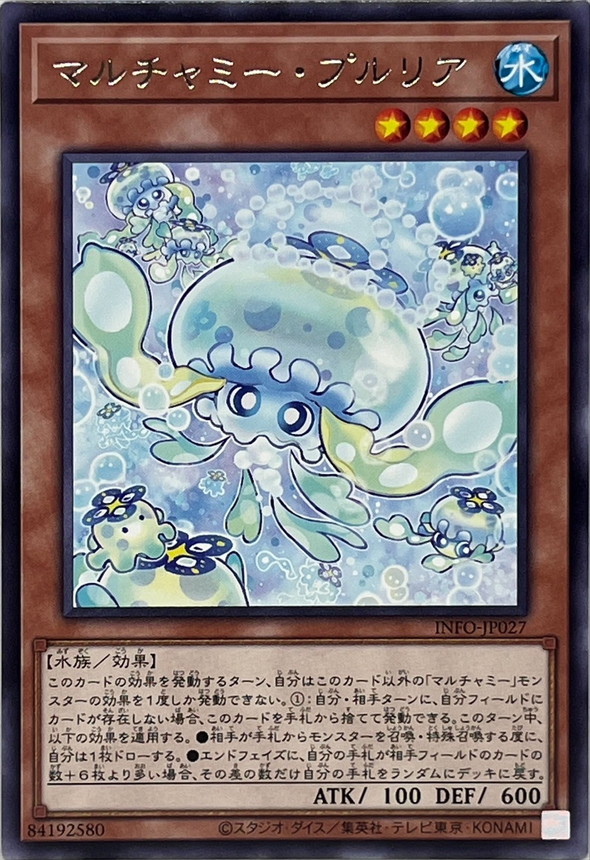 マルチャミー・プルリア
水
INFO-JP027
【水族／効果】
このカードの効果を発動するターン、自分はこのカード以外の「マルチャミー」モン
スターの効果を１度しか発動できない。①：自分・相手ターンに、自分フィールドに
カードが存在しない場合、このカードを手札から捨てて発動できる。このターン中、
以下の効果を適用する。●相手が手札からモンスターを召喚・特殊召喚する度に、
自分は１枚ドローする。●エンドフェイズに、自分の手札が相手フィールドのカードの
数＋６枚より多い場合、その差の数だけ自分の手札をランダムにデッキに戻す。
ATK/ 100 DEF/ 600
84192580 ©スタジオ・ダイス／集英社・テレビ東京・KONAMI